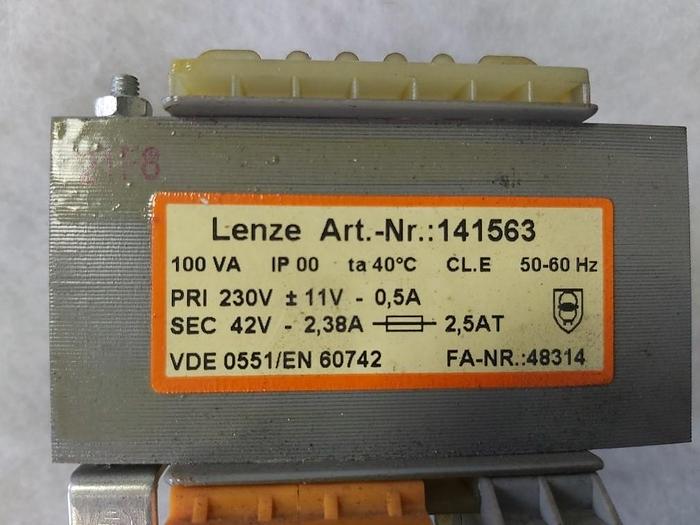 Lenze Art.-Nr.:141563
100 VA IP 00 ta 40°C CL.E 50-60 Hz
PRI 230V ± 11V - 0,5A
SEC 42V - 2,38A 2,5AT
VDE 0551/EN 60742 FA-NR.:48314